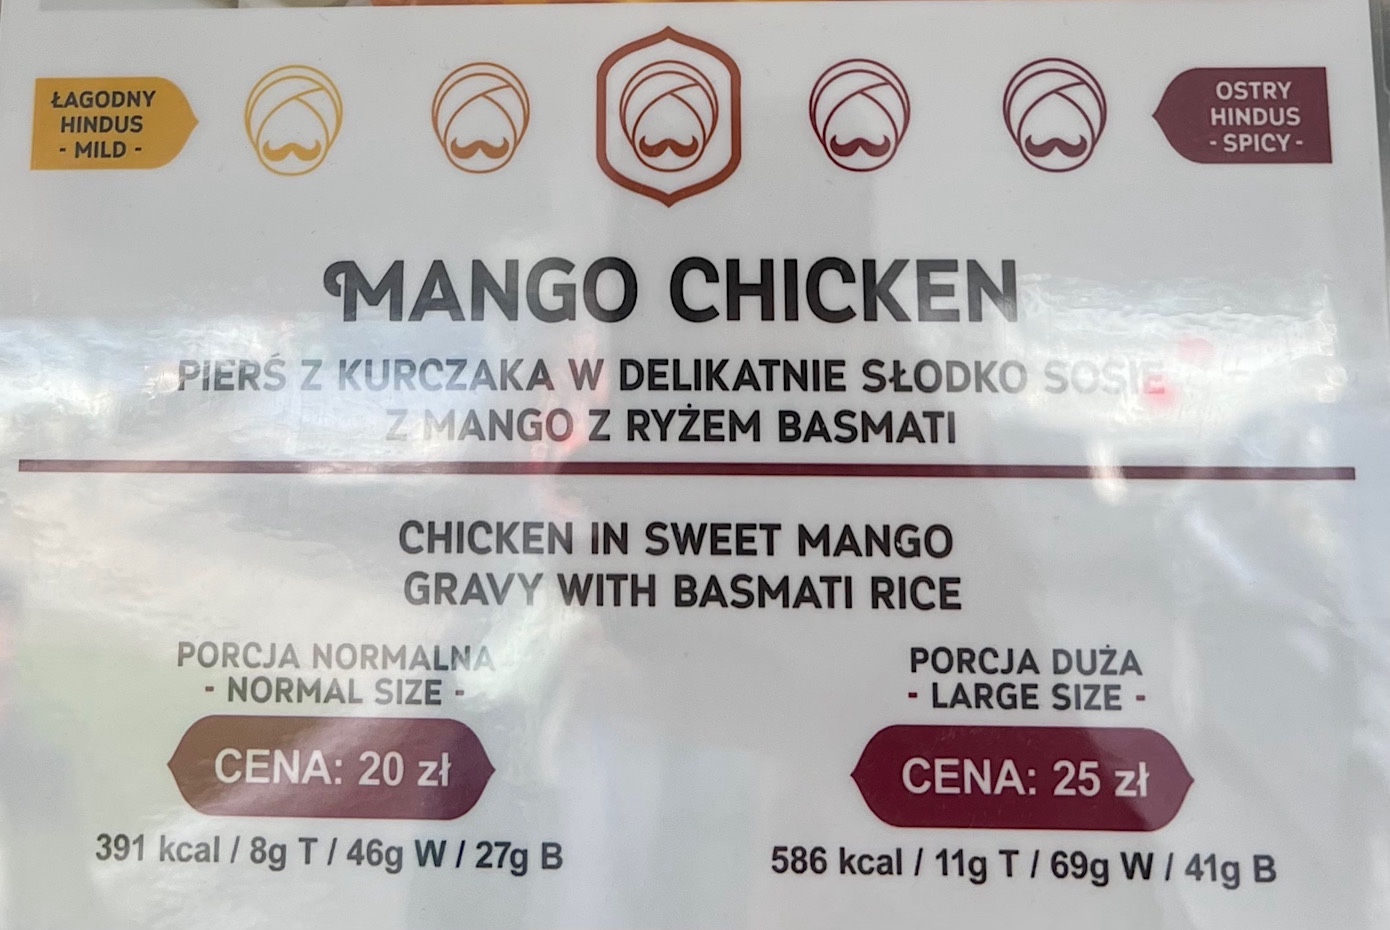 ŁAGODNY
HINDUS
- MILD -
OSTRY
HINDUS
- SPICY -
MANGO CHICKEN
PIERŚ Z KURCZAKA W DELIKATNIE SŁODKO SOSIE
Z MANGO Z RYŻEM BASMATI
CHICKEN IN SWEET MANGO
GRAVY WITH BASMATI RICE
PORCJA NORMALNA
- NORMAL SIZE -
CENA: 20 zł
391 kcal / 8g T / 46g W / 27g B
PORCJA DUŻA
- LARGE SIZE -
CENA: 25 zł
586 kcal / 11g T / 69g W / 41g B